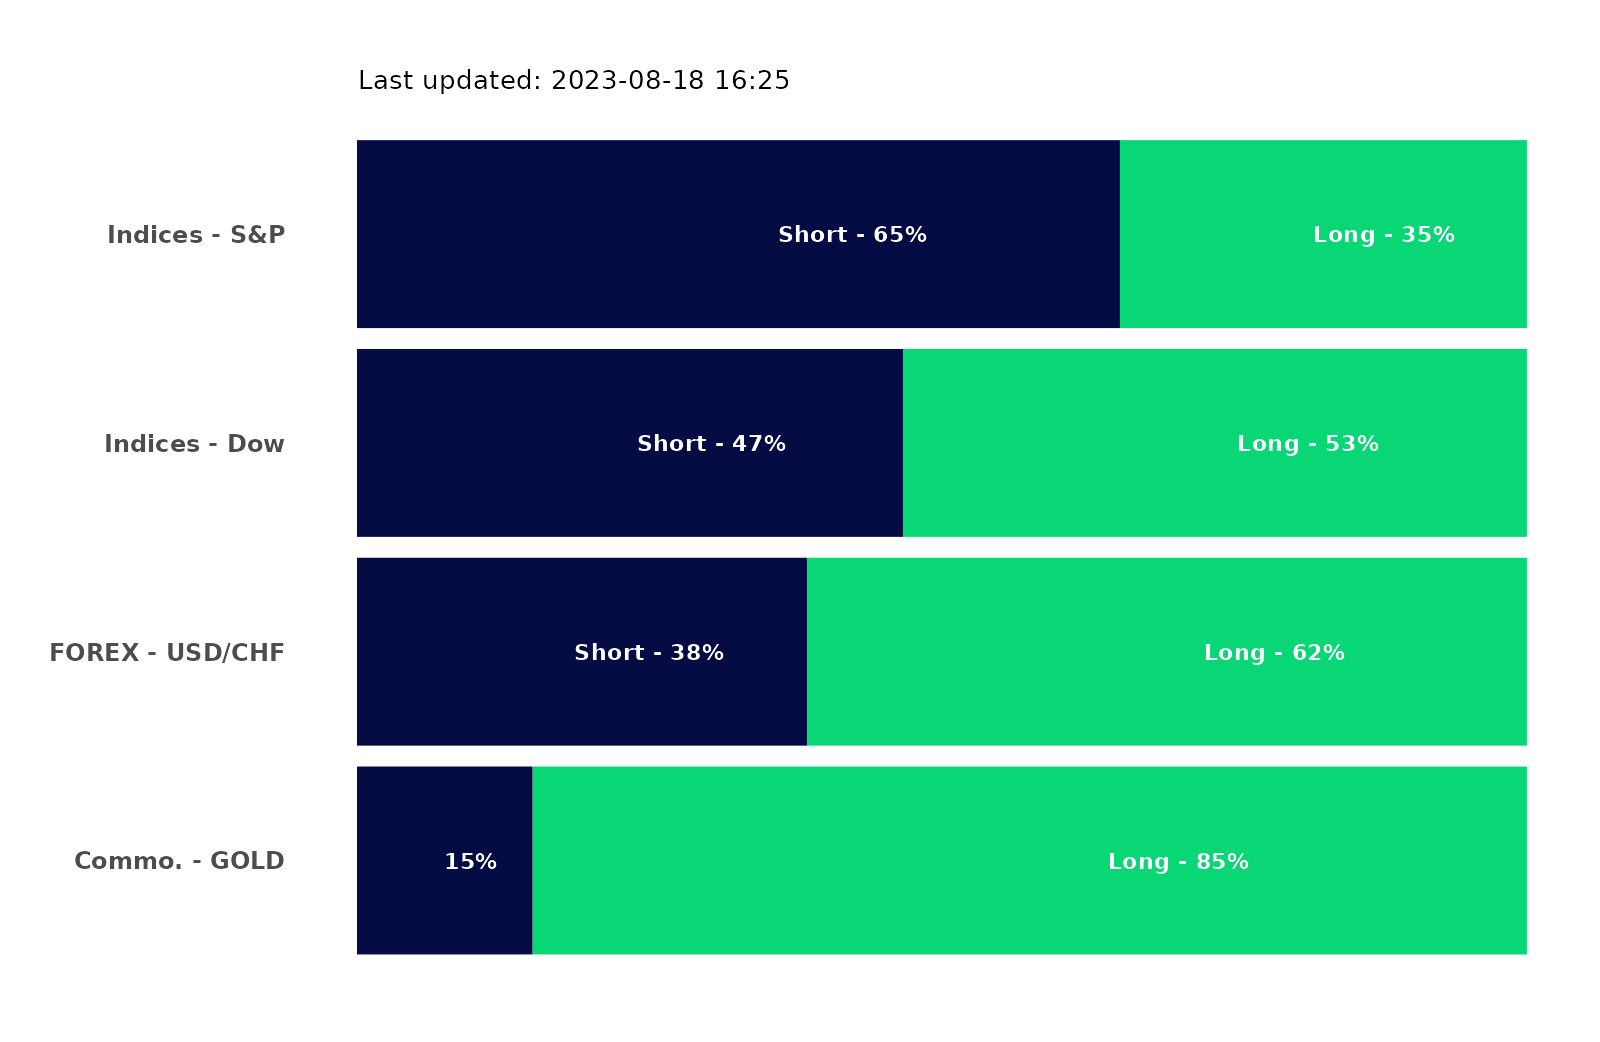 Last updated: 2023-08-18 16:25
Indices - S&P Short - 65% Long - 35%
Indices - Dow Short - 47% Long - 53%
FOREX - USD/CHF Short - 38% Long - 62%
Commo. - GOLD 15% Long - 85%